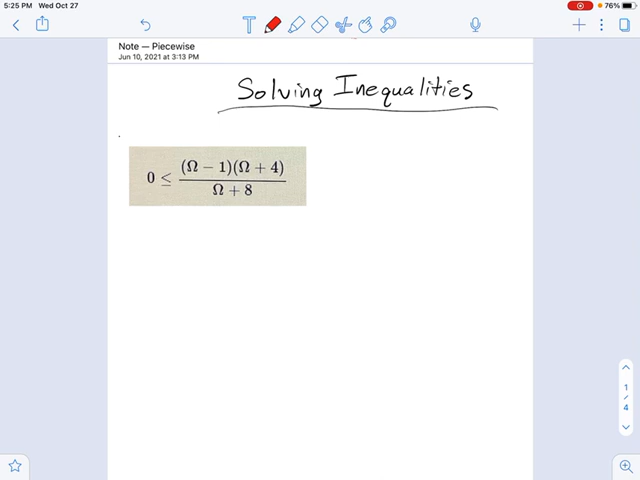 5:25 PM Wed Oct 27
76%
T
Note — Piecewise
Jun 10, 2021 at 3:13 PM
Solving Inequalities
0 ≤ (Ω − 1)(Ω + 4)
Ω + 8
1
/
4